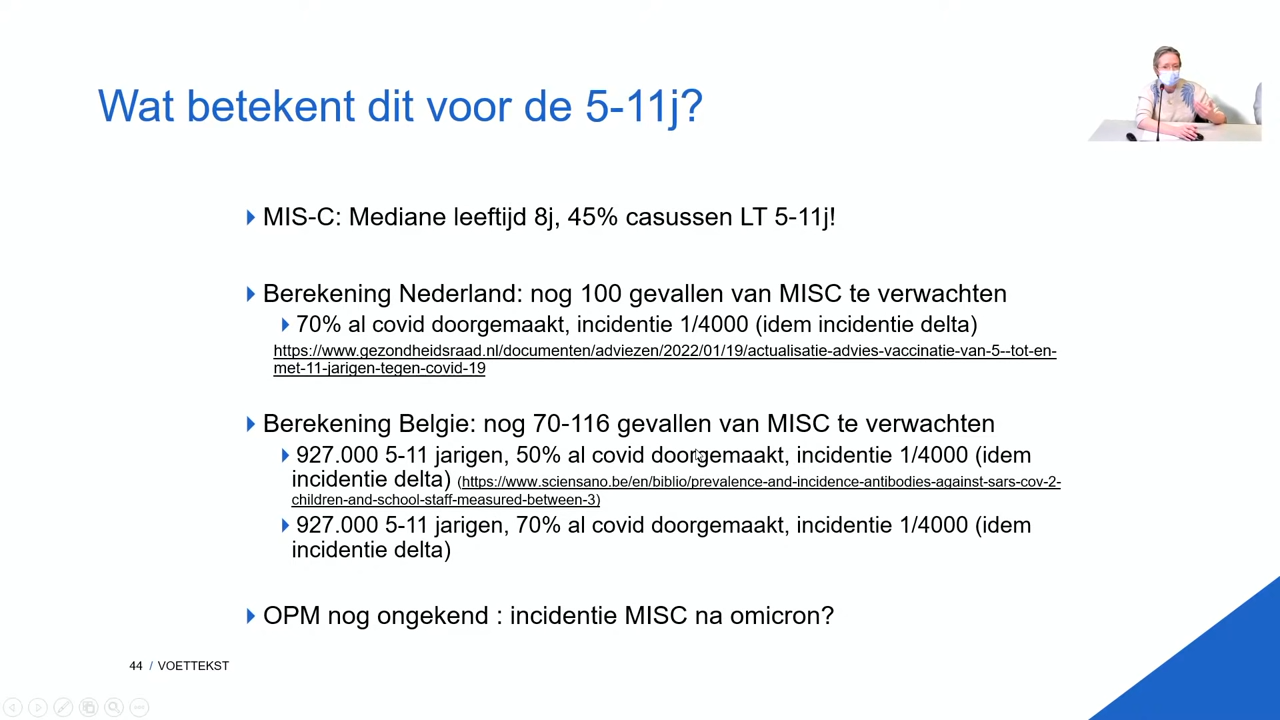 Wat betekent dit voor de 5-11j?
MIS-C: Mediane leeftijd 8j, 45% casussen LT 5-11j!
Berekening Nederland: nog 100 gevallen van MISC te verwachten
70% al covid doorgemaakt, incidentie 1/4000 (idem incidentie delta)
https://www.gezondheidsraad.nl/documenten/adviezen/2022/01/19/actualisatie-advies-vaccinatie-van-5--tot-en-
met-11-jarigen-tegen-covid-19
Berekening Belgie: nog 70-116 gevallen van MISC te verwachten
927.000 5-11 jarigen, 50% al covid doorgemaakt, incidentie 1/4000 (idem
incidentie delta) (https://www.sciensano.be/en/biblio/prevalence-and-incidence-antibodies-against-sars-cov-2-
children-and-school-staff-measured-between-3)
927.000 5-11 jarigen, 70% al covid doorgemaakt, incidentie 1/4000 (idem
incidentie delta)
OPM nog ongekend : incidentie MISC na omicron?
44 / VOETTEKST